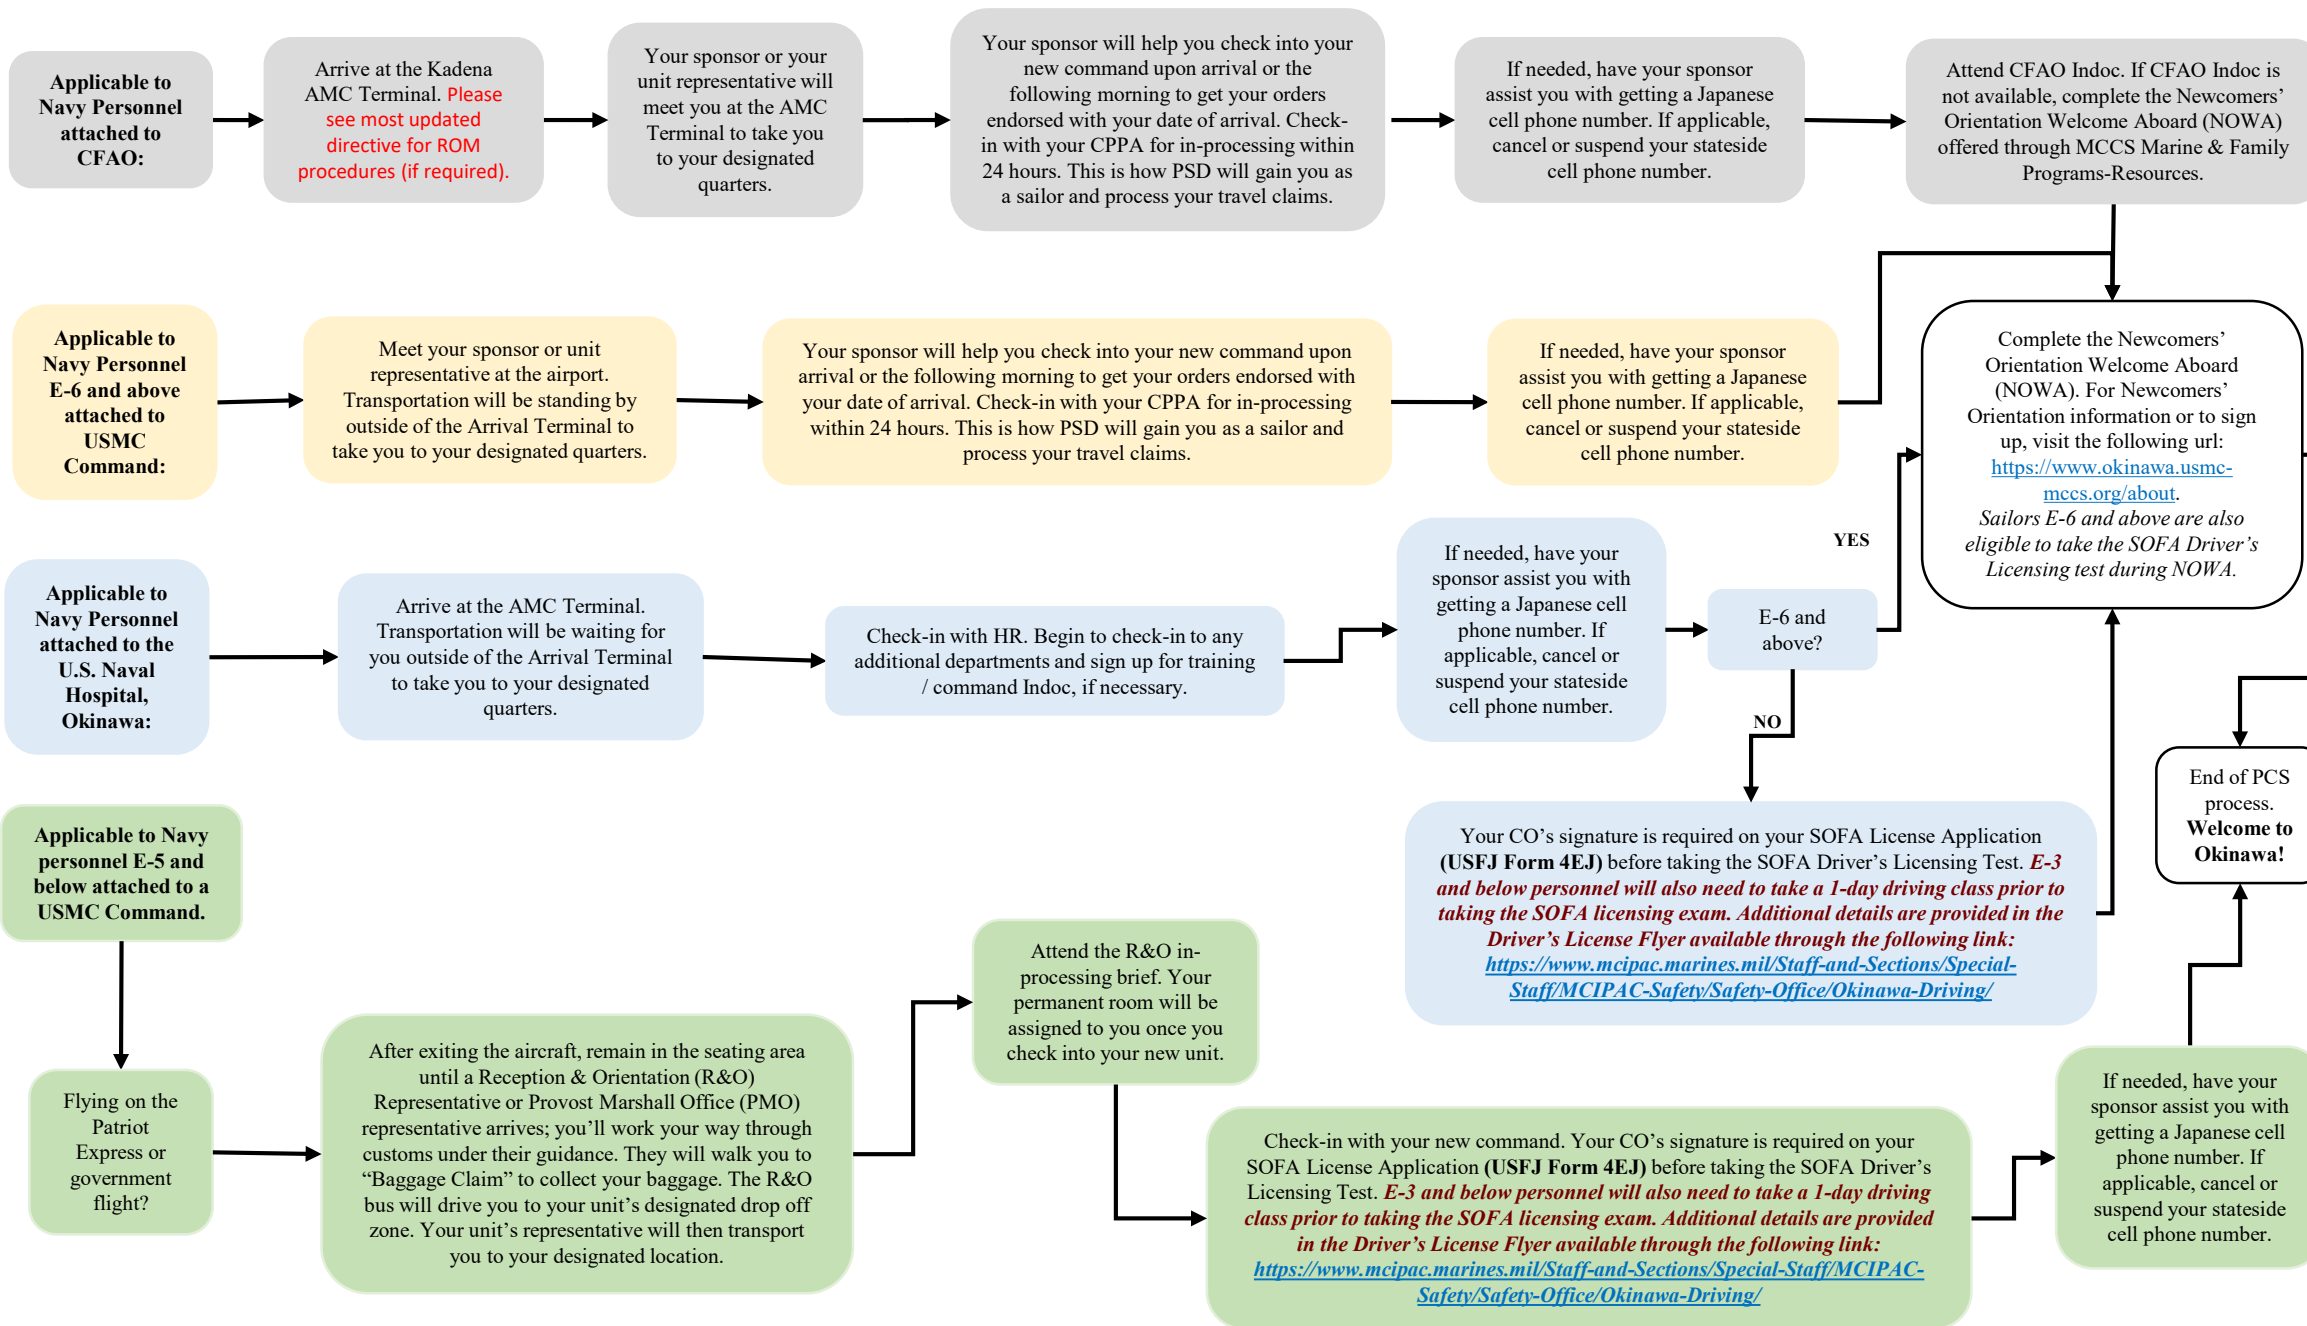 Applicable to
Navy Personnel
attached to
CFAO:
Arrive at the Kadena
AMC Terminal. Please
see most updated
directive for ROM
procedures (if required).
Your sponsor or your
unit representative will
meet you at the AMC
Terminal to take you
to your designated
quarters.
Your sponsor will help you check into your
new command upon arrival or the
following morning to get your orders
endorsed with your date of arrival. Check-
in with your CPPA for in-processing within
24 hours. This is how PSD will gain you as
a sailor and process your travel claims.
If needed, have your sponsor
assist you with getting a Japanese
cell phone number. If applicable,
cancel or suspend your stateside
cell phone number.
Attend CFAO Indoc. If CFAO Indoc is
not available, complete the Newcomers’
Orientation Welcome Aboard (NOWA)
offered through MCCS Marine & Family
Programs-Resources.
Applicable to
Navy Personnel
E-6 and above
attached to
USMC
Command:
Meet your sponsor or unit
representative at the airport.
Transportation will be standing by
outside of the Arrival Terminal to
take you to your designated quarters.
Your sponsor will help you check into your new command upon
arrival or the following morning to get your orders endorsed with
your date of arrival. Check-in with your CPPA for in-processing
within 24 hours. This is how PSD will gain you as a sailor and
process your travel claims.
If needed, have your sponsor
assist you with getting a Japanese
cell phone number. If applicable,
cancel or suspend your stateside
cell phone number.
Complete the Newcomers’
Orientation Welcome Aboard
(NOWA). For Newcomers’
Orientation information or to sign
up, visit the following url:
https://www.okinawa.usmc-
mccs.org/about.
Sailors E-6 and above are also
eligible to take the SOFA Driver’s
Licensing test during NOWA.
Applicable to
Navy Personnel
attached to the
U.S. Naval
Hospital,
Okinawa:
Arrive at the AMC Terminal.
Transportation will be waiting for
you outside of the Arrival Terminal
to take you to your designated
quarters.
Check-in with HR. Begin to check-in to any
additional departments and sign up for training
/ command Indoc, if necessary.
If needed, have your
sponsor assist you with
getting a Japanese cell
phone number. If
applicable, cancel or
suspend your stateside
cell phone number.
E-6 and
above?
YES
NO
Your CO’s signature is required on your SOFA License Application
(USFJ Form 4EJ) before taking the SOFA Driver’s Licensing Test. E-3
and below personnel will also need to take a 1-day driving class prior to
taking the SOFA licensing exam. Additional details are provided in the
Driver’s License Flyer available through the following link:
https://www.mcipac.marines.mil/Staff-and-Sections/Special-
Staff/MCIPAC-Safety/Safety-Office/Okinawa-Driving/
End of PCS
process.
Welcome to
Okinawa!
Applicable to Navy
personnel E-5 and
below attached to a
USMC Command.
Flying on the
Patriot
Express or
government
flight?
After exiting the aircraft, remain in the seating area
until a Reception & Orientation (R&O)
Representative or Provost Marshall Office (PMO)
representative arrives; you’ll work your way through
customs under their guidance. They will walk you to
“Baggage Claim” to collect your baggage. The R&O
bus will drive you to your unit’s designated drop off
zone. Your unit’s representative will then transport
you to your designated location.
Attend the R&O in-
processing brief. Your
permanent room will be
assigned to you once you
check into your new unit.
Check-in with your new command. Your CO’s signature is required on your
SOFA License Application (USFJ Form 4EJ) before taking the SOFA Driver’s
Licensing Test. E-3 and below personnel will also need to take a 1-day driving
class prior to taking the SOFA licensing exam. Additional details are provided
in the Driver’s License Flyer available through the following link:
https://www.mcipac.marines.mil/Staff-and-Sections/Special-Staff/MCIPAC-
Safety/Safety-Office/Okinawa-Driving/
If needed, have your
sponsor assist you with
getting a Japanese cell
phone number. If
applicable, cancel or
suspend your stateside
cell phone number.